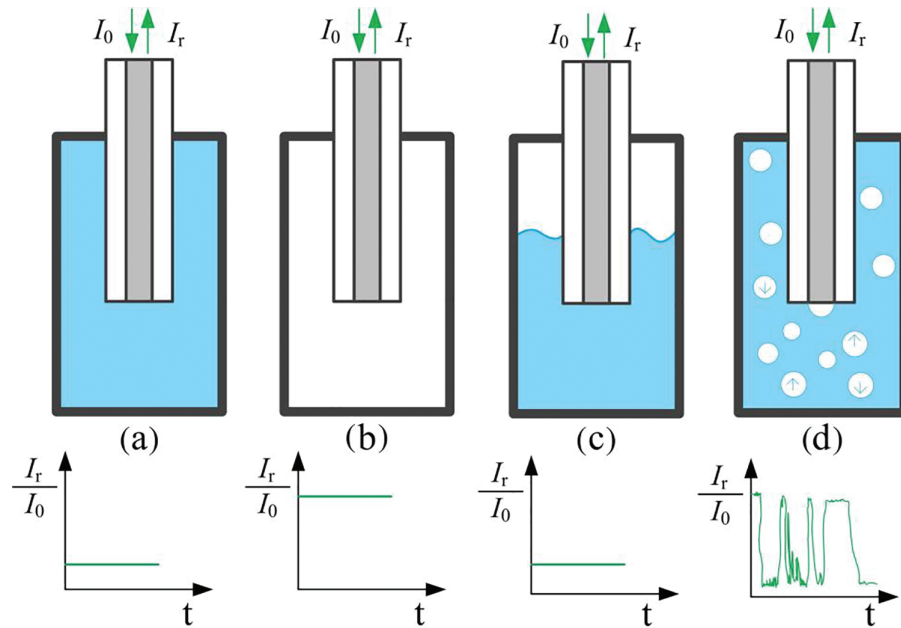 I₀ Iᵣ I₀ Iᵣ I₀ Iᵣ I₀ Iᵣ
(a) (b) (c) (d)
Iᵣ Iᵣ Iᵣ Iᵣ
I₀ I₀ I₀ I₀
t t t t